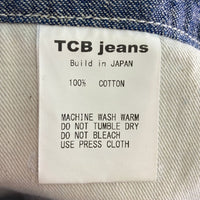 TCB jeans
Build in JAPAN
100% COTTON
MACHINE WASH WARM
DO NOT TUMBLE DRY
DO NOT BLEACH
USE PRESS CLOTH